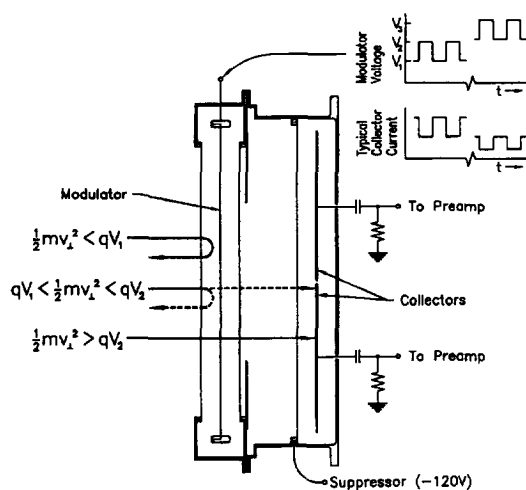 V₃
V₂
V₁
Modulator
Voltage
t
Typical
Collector
Current
t
Modulator
To Preamp
½mv⊥² < qV₁
qV₁ < ½mv⊥² < qV₂
Collectors
½mv⊥² > qV₂
To Preamp
Suppressor (-120V)